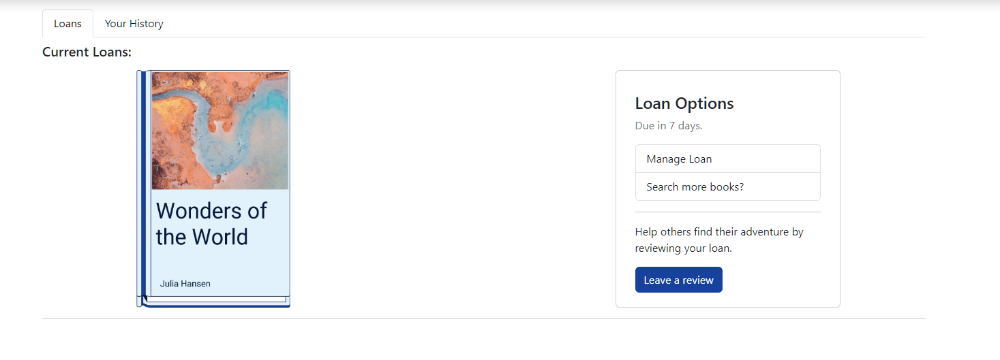 Loans
Your History
Current Loans:
Wonders of
the World
Julia Hansen
Loan Options
Due in 7 days.
Manage Loan
Search more books?
Help others find their adventure by
reviewing your loan.
Leave a review